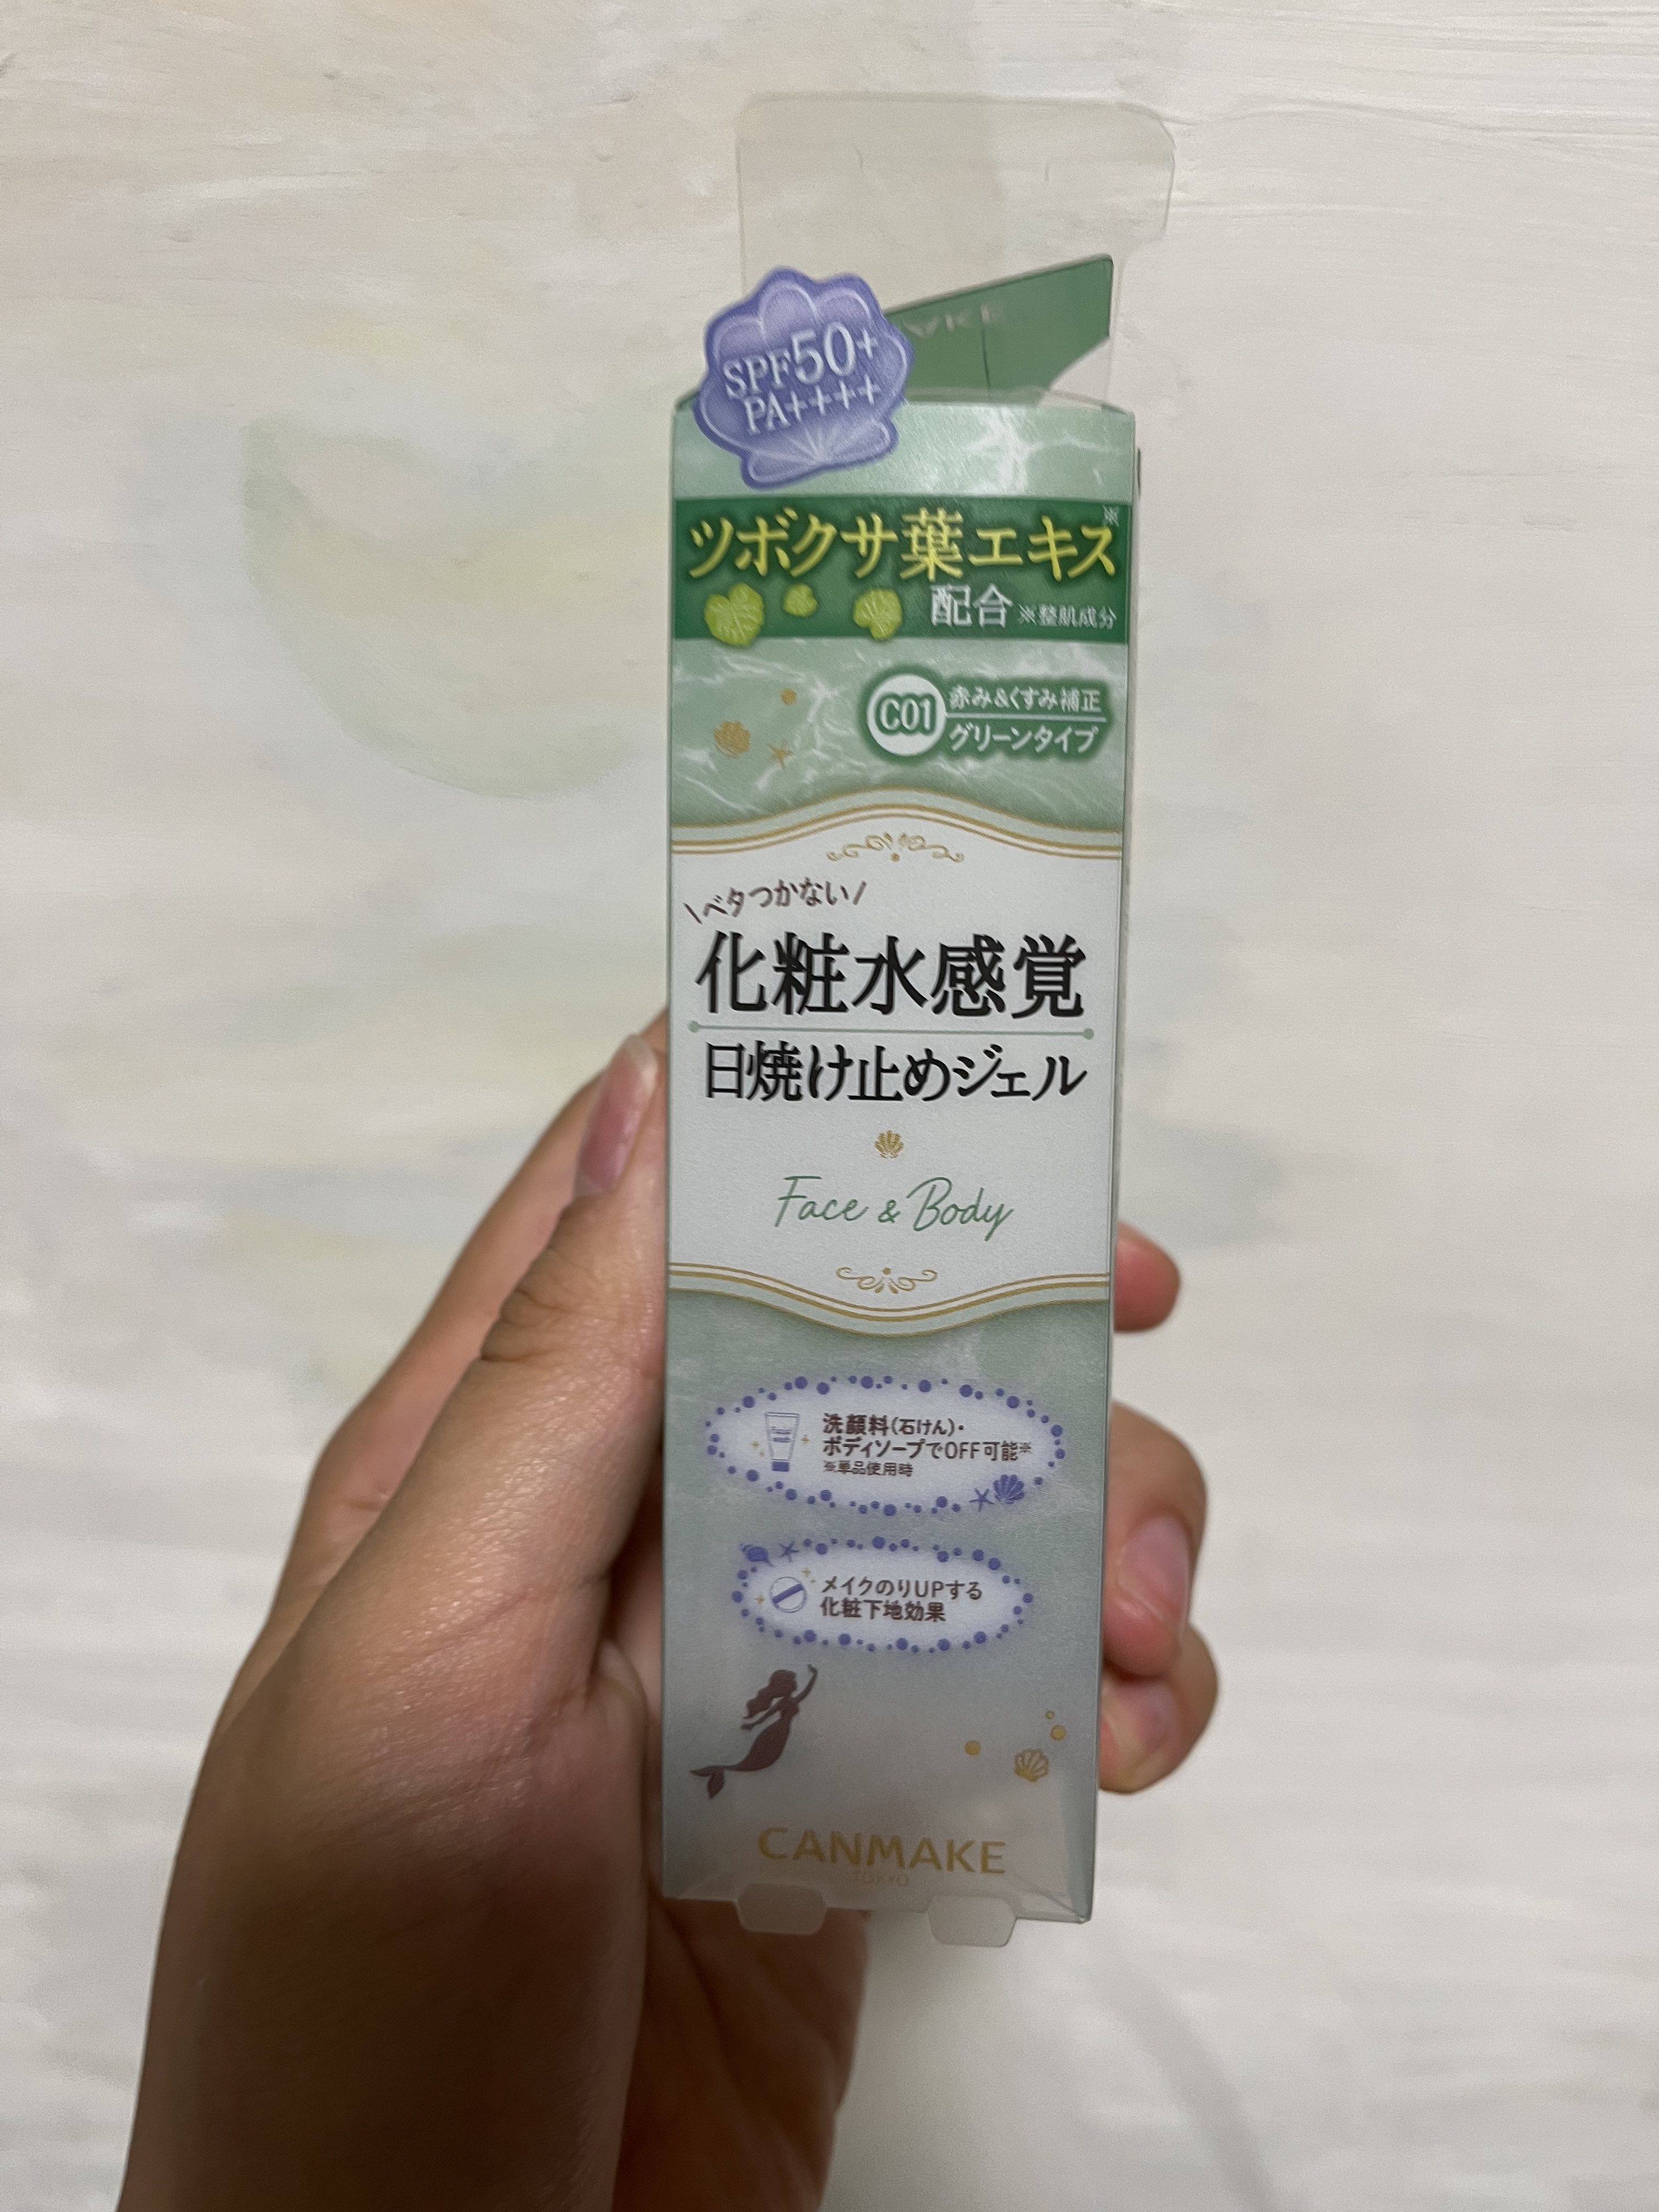 SPF50+
PA++++
ツボクサ葉エキス※
配合 ※整肌成分
C01
赤み&くすみ補正
グリーンタイプ
\ベタつかない/
化粧水感覚
日焼け止めジェル
Face & Body
洗顔料(石けん)・
ボディソープでOFF可能※
※単品使用時
メイクのりUPする
化粧下地効果
CANMAKE
TOKYO